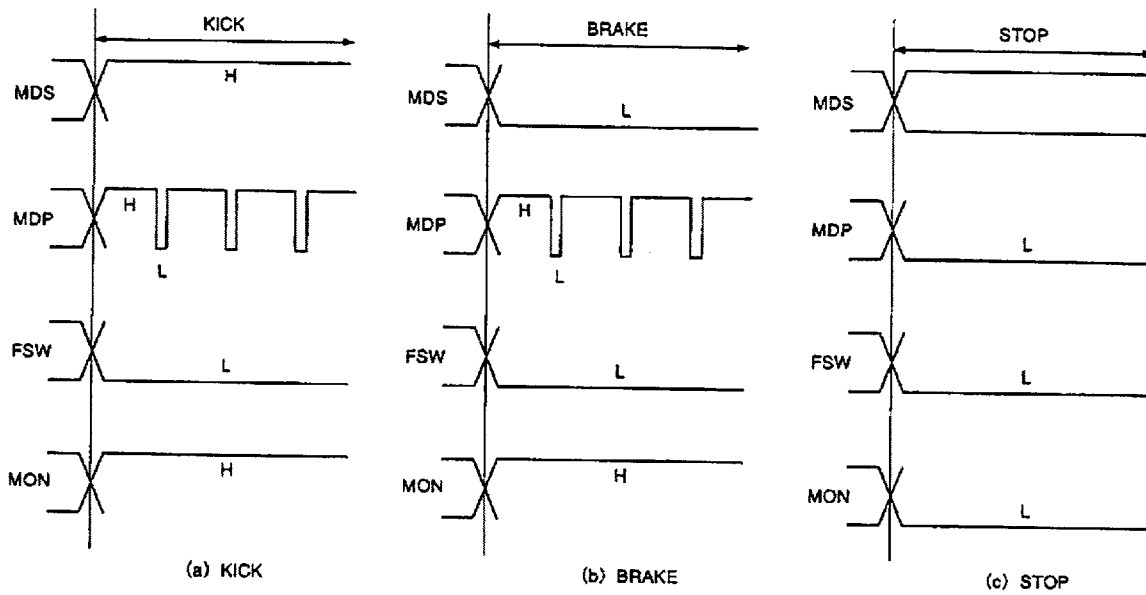 KICK
MDS
H
MDP
H
L
FSW
L
MON
H
(a) KICK
BRAKE
MDS
L
MDP
H
L
FSW
L
MON
H
(b) BRAKE
STOP
MDS
MDP
L
FSW
L
MON
L
(c) STOP